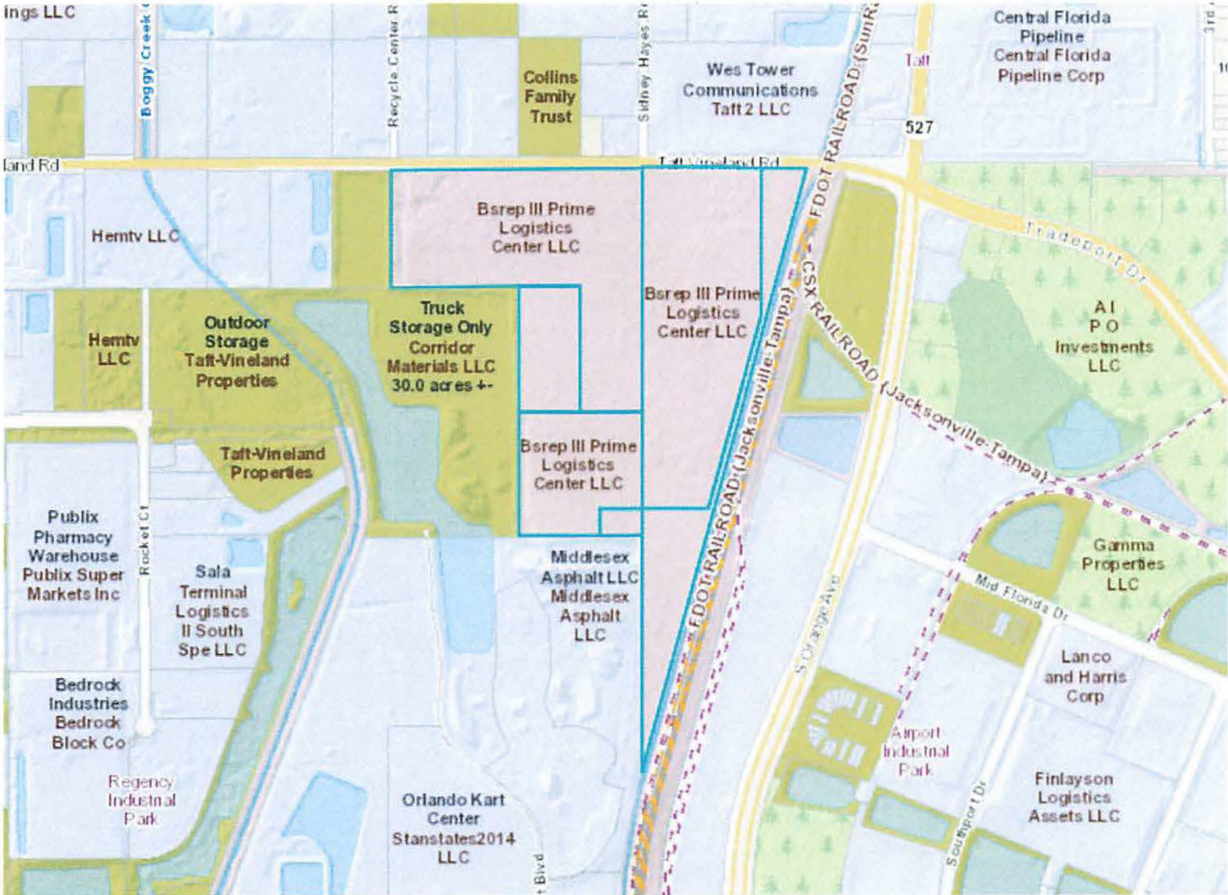 ings LLC
Boggy Creek
Recycle Center R
Collins
Family
Trust
Sidney Hayes R
Wes Tower
Communications
Taft 2 LLC
FDOT RAILROAD (SunR
Taft
527
Central Florida
Pipeline
Central Florida
Pipeline Corp
3rd
land Rd
Taft Vineland Rd
Hemtv LLC
Bsrep III Prime
Logistics
Center LLC
Tradeport Dr
Hemtv
LLC
Outdoor
Storage
Taft-Vineland
Properties
Truck
Storage Only
Corridor
Materials LLC
30.0 acres +-
Bsrep III Prime
Logistics
Center LLC
CSX RAILROAD (Jacksonville-Tampa)
A I
P O
Investments
LLC
Taft-Vineland
Properties
Bsrep III Prime
Logistics
Center LLC
FDOT RAILROAD (Jacksonville-Tampa)
Publix
Pharmacy
Warehouse
Publix Super
Markets Inc
Rocket Ct
Sala
Terminal
Logistics
II South
Spe LLC
Middlesex
Asphalt LLC
Middlesex
Asphalt
LLC
S Orange Ave
Mid Florida Dr
Gamma
Properties
LLC
Lanco
and Harris
Corp
Bedrock
Industries
Bedrock
Block Co
Regency
Industrial
Park
Orlando Kart
Center
Stanstates2014
LLC
t Blvd
Airport
Industrial
Park
Southport Dr
Finlayson
Logistics
Assets LLC